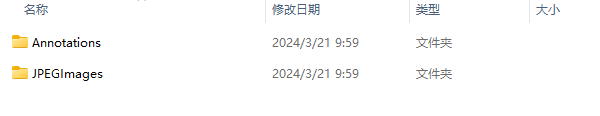 名称 修改日期 类型 大小
Annotations 2024/3/21 9:59 文件夹
JPEGImages 2024/3/21 9:59 文件夹